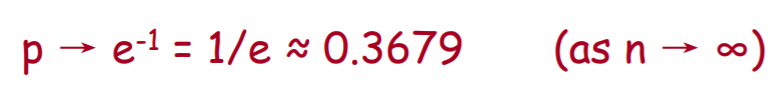 p → e⁻¹ = 1/e ≈ 0.3679 (as n → ∞)